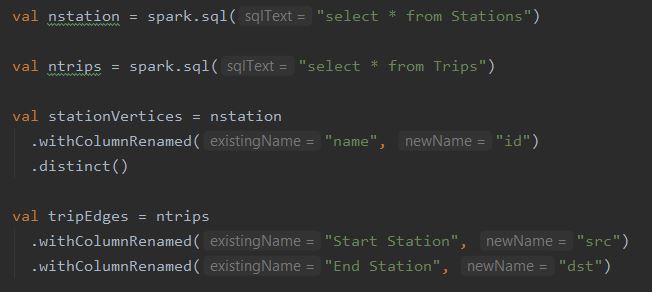 val nstation = spark.sql( sqlText = "select * from Stations")
val ntrips = spark.sql( sqlText = "select * from Trips")
val stationVertices = nstation
.withColumnRenamed( existingName = "name", newName = "id")
.distinct()
val tripEdges = ntrips
.withColumnRenamed( existingName = "Start Station", newName = "src")
.withColumnRenamed( existingName = "End Station", newName = "dst")